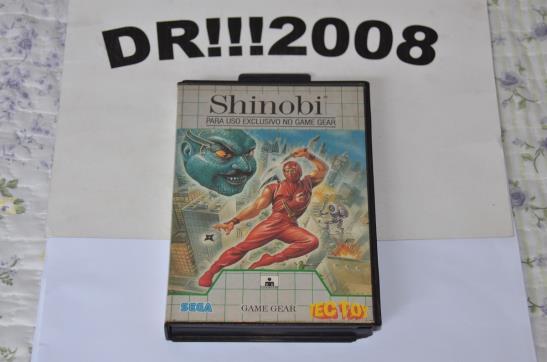 DR!!!2008
Shinobi
PARA USO EXCLUSIVO NO GAME GEAR
SEGA
GAME GEAR
TEC TOY